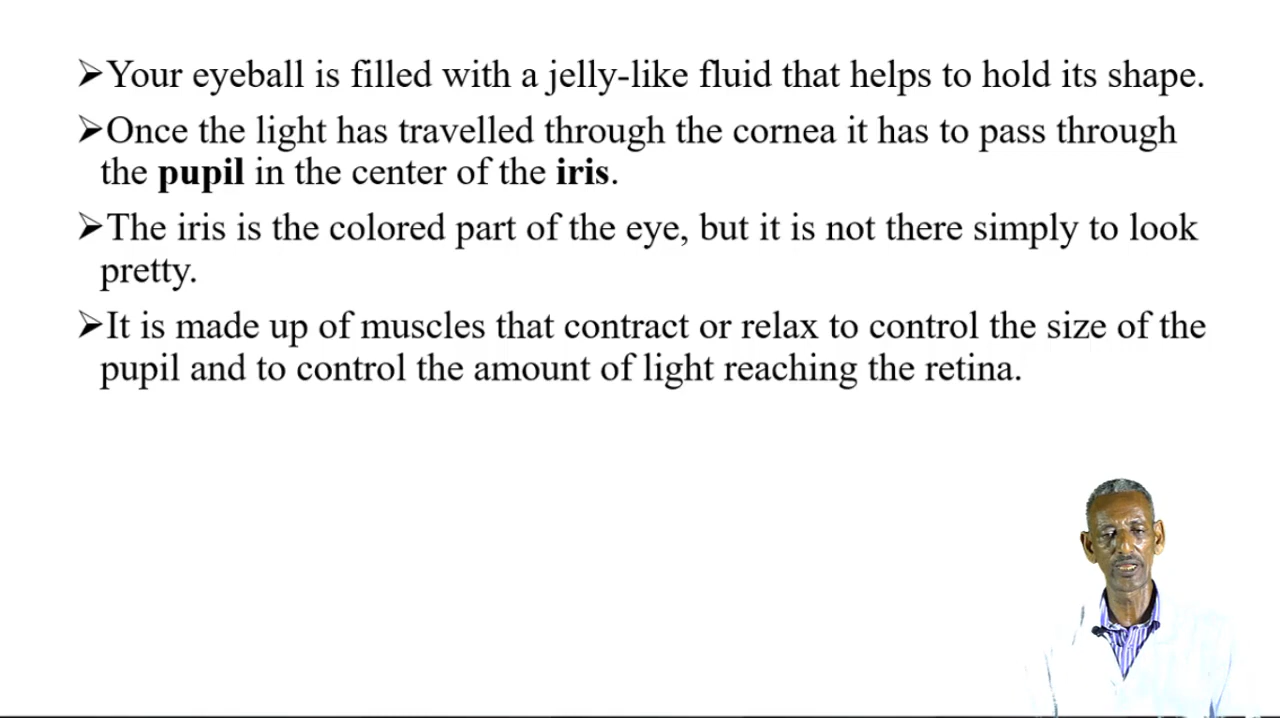 ➢Your eyeball is filled with a jelly-like fluid that helps to hold its shape.
➢Once the light has travelled through the cornea it has to pass through
the pupil in the center of the iris.
➢The iris is the colored part of the eye, but it is not there simply to look
pretty.
➢It is made up of muscles that contract or relax to control the size of the
pupil and to control the amount of light reaching the retina.